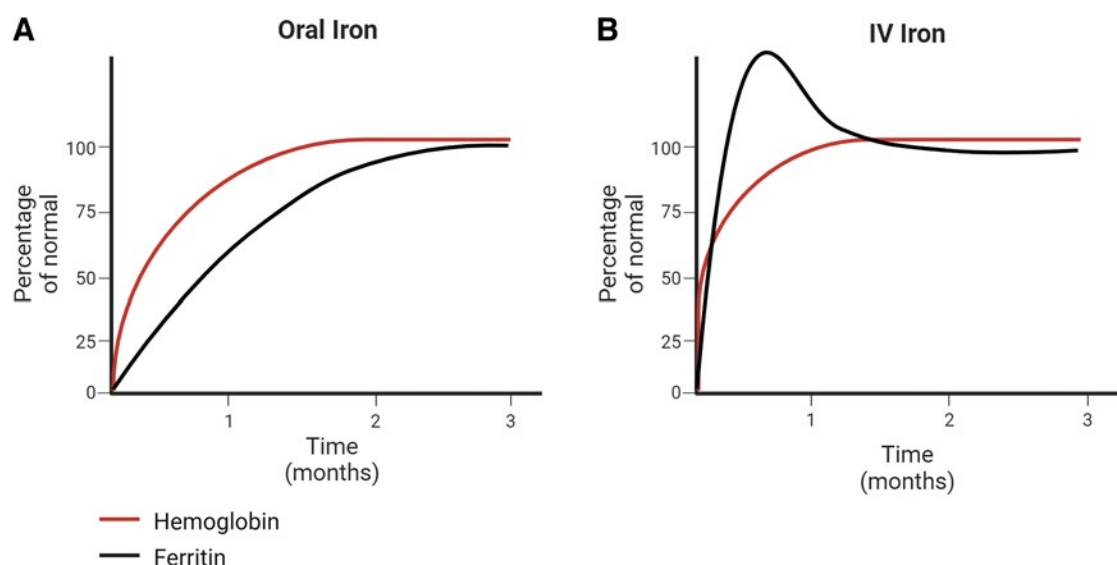 A
Oral Iron
100
75
50
25
0
Percentage
of normal
1
2
3
Time
(months)
B
IV Iron
100
75
50
25
0
Percentage
of normal
1
2
3
Time
(months)
Hemoglobin
Ferritin